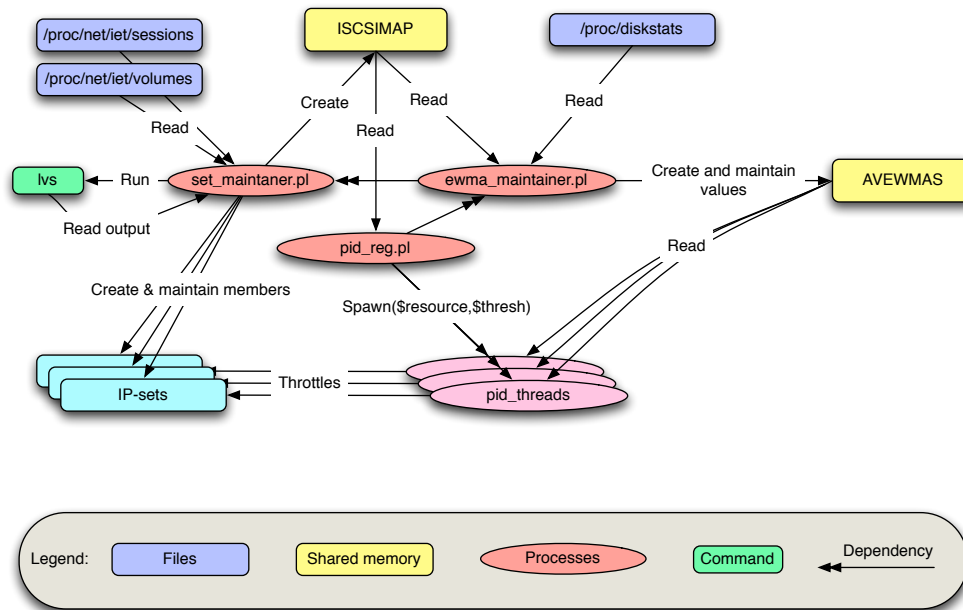 /proc/net/iet/sessions
ISCSIMAP
/proc/diskstats
/proc/net/iet/volumes
Create
Read
Read
Read
Read
lvs
Run
set_maintaner.pl
ewma_maintainer.pl
Create and maintain
values
AVEWMAS
Read output
pid_reg.pl
Read
Create & maintain members
Spawn($resource,$thresh)
Throttles
IP-sets
pid_threads
Legend:
Files
Shared memory
Processes
Command
Dependency